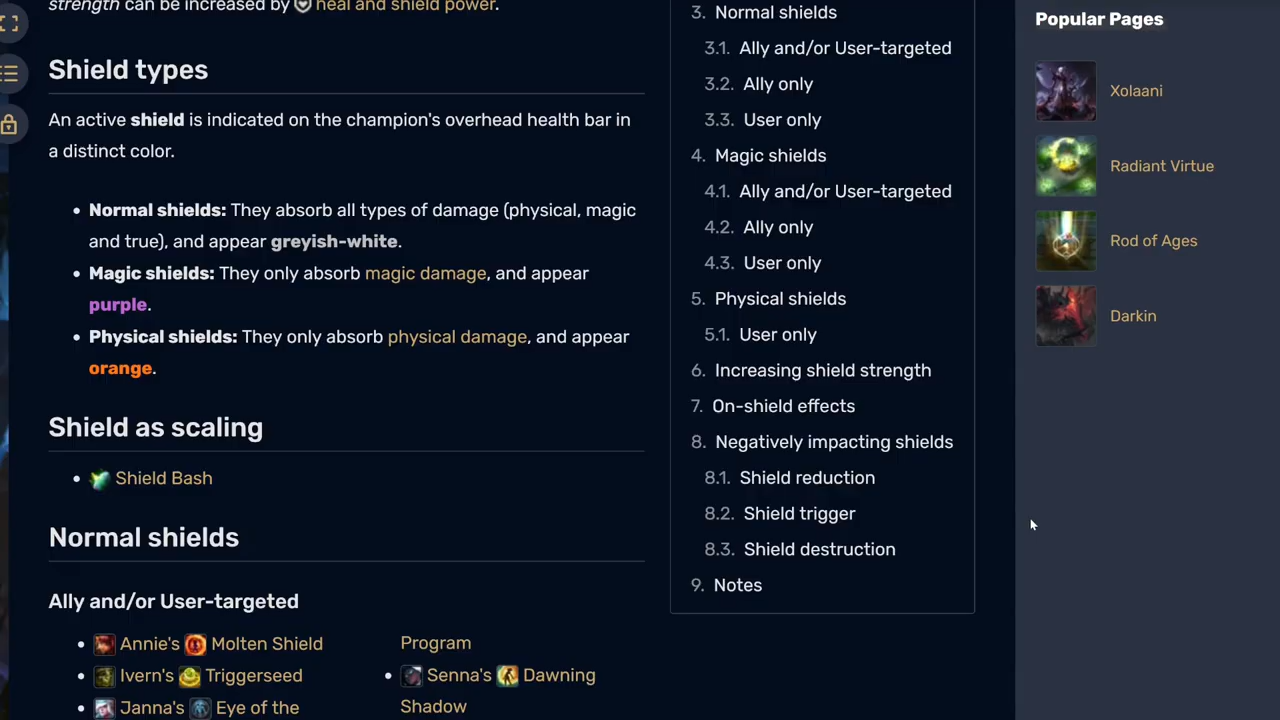 strength can be increased by heal and shield power.
Shield types
An active shield is indicated on the champion's overhead health bar in
a distinct color.
Normal shields: They absorb all types of damage (physical, magic
and true), and appear greyish-white.
Magic shields: They only absorb magic damage, and appear
purple.
Physical shields: They only absorb physical damage, and appear
orange.
Shield as scaling
Shield Bash
Normal shields
Ally and/or User-targeted
Annie's Molten Shield
Ivern's Triggerseed
Janna's Eye of the
Program
Senna's Dawning
Shadow
3. Normal shields
3.1. Ally and/or User-targeted
3.2. Ally only
3.3. User only
4. Magic shields
4.1. Ally and/or User-targeted
4.2. Ally only
4.3. User only
5. Physical shields
5.1. User only
6. Increasing shield strength
7. On-shield effects
8. Negatively impacting shields
8.1. Shield reduction
8.2. Shield trigger
8.3. Shield destruction
9. Notes
Popular Pages
Xolaani
Radiant Virtue
Rod of Ages
Darkin